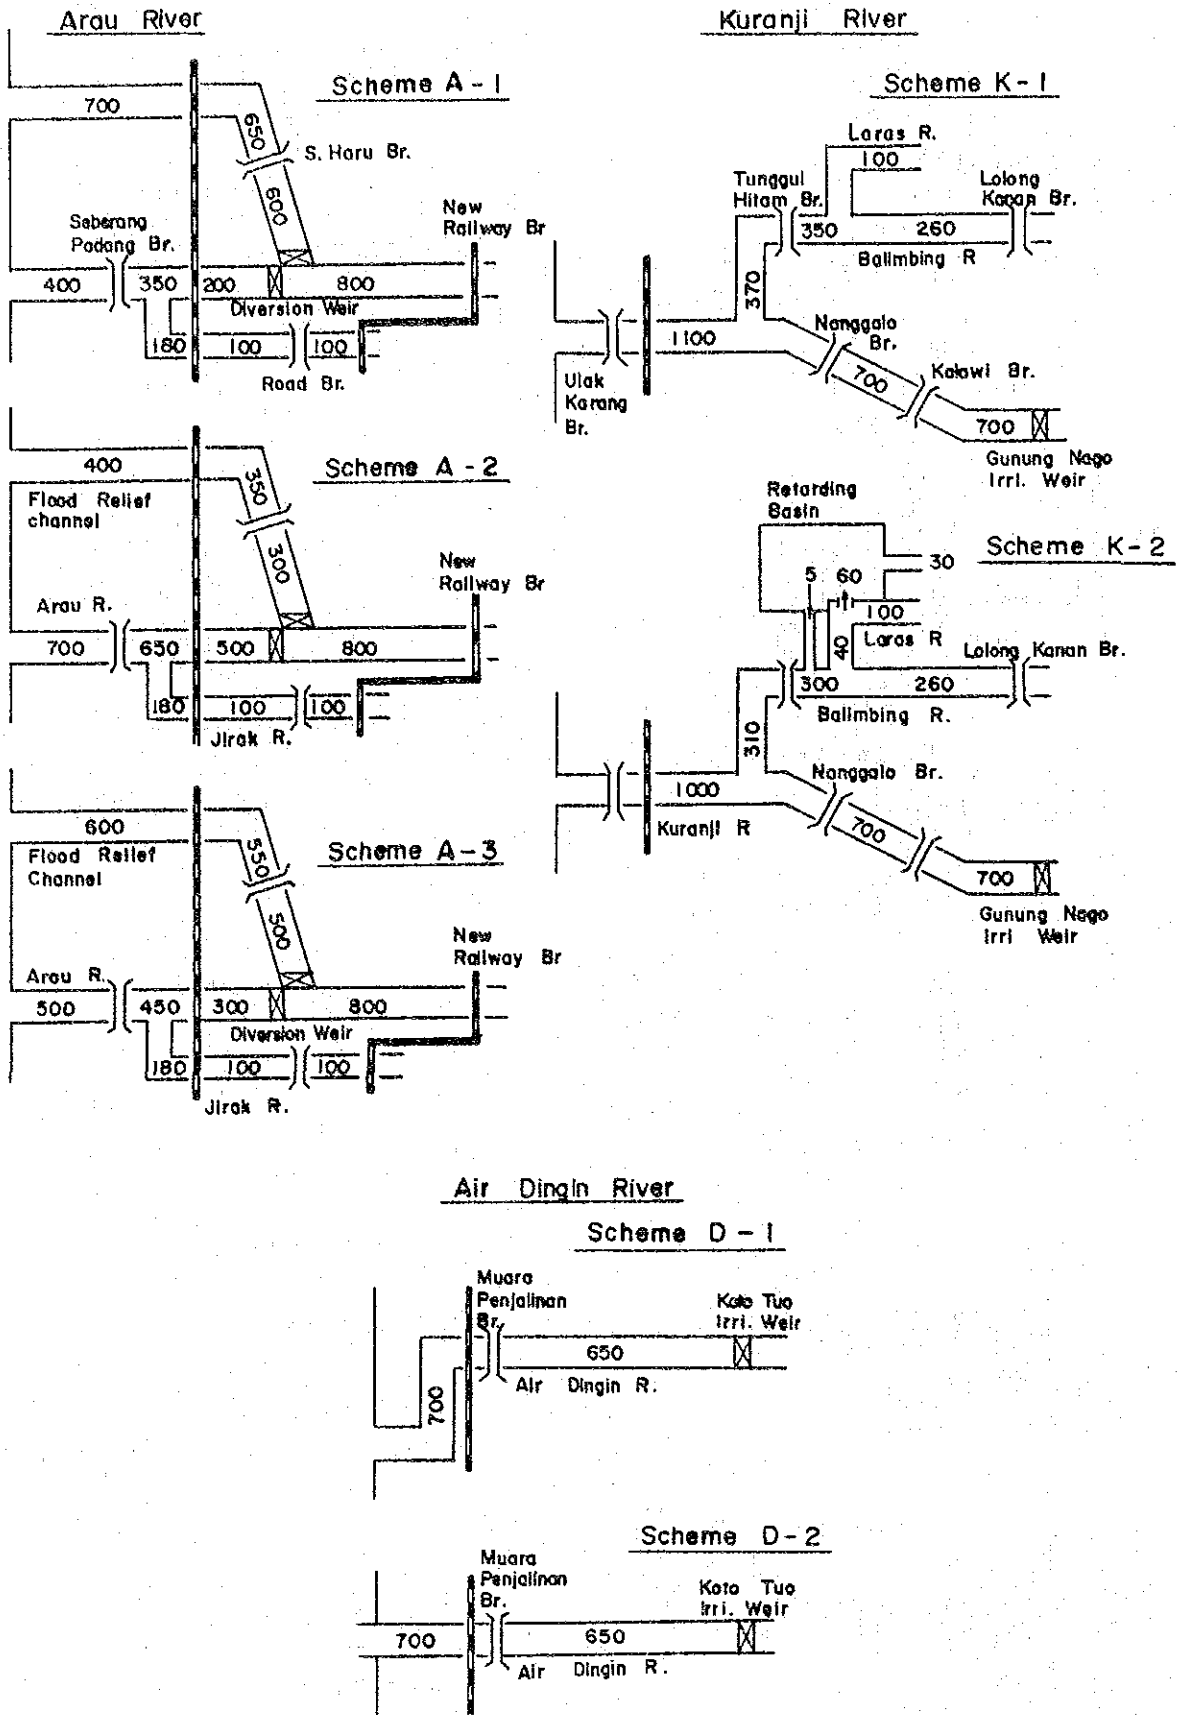 Arau River
Scheme A-1
700
650
S. Haru Br.
600
Seberang
Padang Br.
New
Railway Br
400
350
200
800
Diversion Weir
180
100
100
Road Br.
Scheme A-2
400
Flood Relief
channel
350
300
New
Railway Br
Arau R.
700
650
500
800
180
100
100
Jirak R.
Scheme A-3
600
Flood Relief
Channel
550
500
New
Railway Br
Arau R.
500
450
300
800
Diversion Weir
180
100
100
Jirak R.
Kuranji River
Scheme K-1
Laras R.
100
Tunggul
Hitam Br.
Lolong
Kanan Br.
350
260
Balimbing R
370
1100
Nanggalo
Br.
700
Kalawi Br.
Ulak
Karang
Br.
700
Gunung Nago
Irri. Weir
Retarding
Basin
Scheme K-2
30
5
60
100
Laras R
40
Lolong Kanan Br.
300
260
Balimbing R.
310
1000
Nanggalo Br.
Kuranji R
700
700
Gunung Nago
Irri Weir
Air Dingin River
Scheme D-1
Muara
Penjalinan
Br.
Koto Tuo
Irri. Weir
650
Air Dingin R.
700
Scheme D-2
Muara
Penjalinan
Br.
Koto Tuo
Irri. Weir
700
650
Air Dingin R.